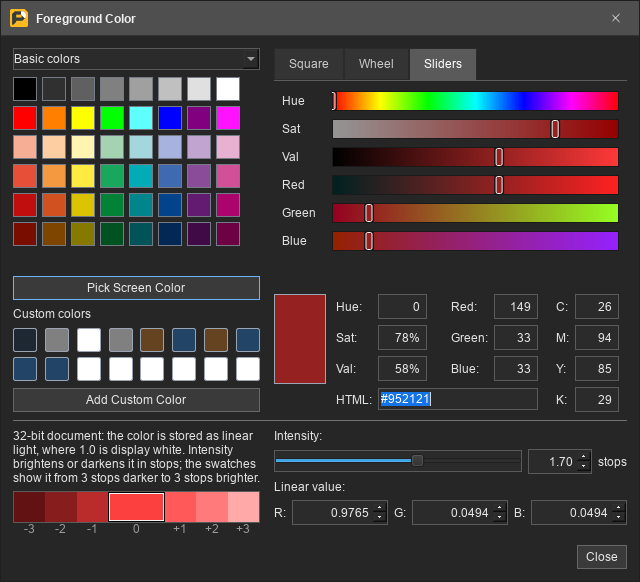 Foreground Color
Basic colors
Square Wheel Sliders
Hue
Sat
Val
Red
Green
Blue
Pick Screen Color
Custom colors
Add Custom Color
Hue: 0 Red: 149 C: 26
Sat: 78% Green: 33 M: 94
Val: 58% Blue: 33 Y: 85
HTML: #952121 K: 29
32-bit document: the color is stored as linear
light, where 1.0 is display white. Intensity
brightens or darkens it in stops; the swatches
show it from 3 stops darker to 3 stops brighter.
-3 -2 -1 0 +1 +2 +3
Intensity:
1.70 stops
Linear value:
R: 0.9765 G: 0.0494 B: 0.0494
Close